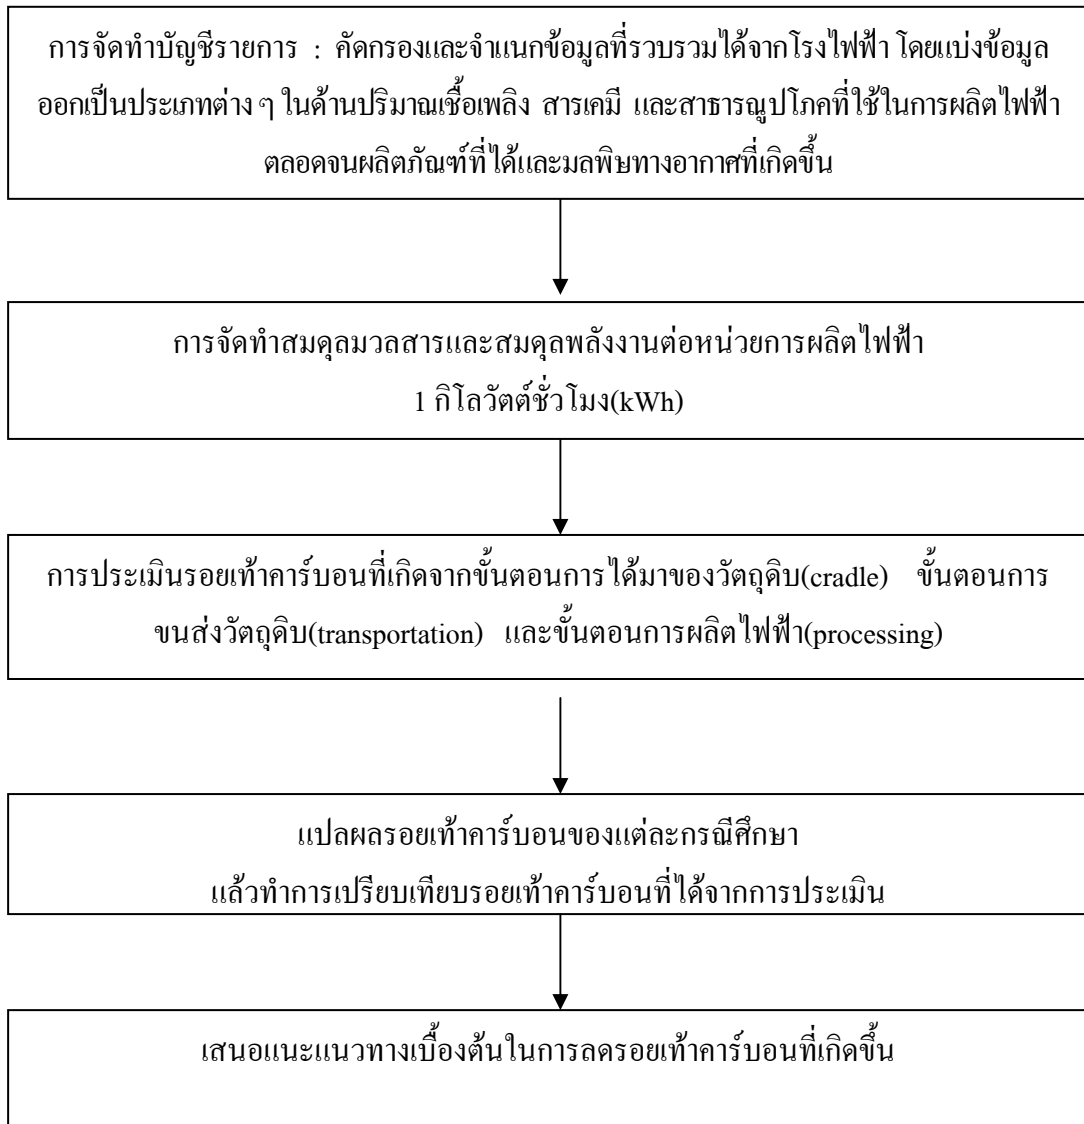 การจัดทำบัญชีรายการ : คัดกรองและจำแนกข้อมูลที่รวบรวมได้จากโรงไฟฟ้า โดยแบ่งข้อมูล
ออกเป็นประเภทต่าง ๆ ในด้านปริมาณเชื้อเพลิง สารเคมี และสาธารณูปโภคที่ใช้ในการผลิตไฟฟ้า
ตลอดจนผลิตภัณฑ์ที่ได้และมลพิษทางอากาศที่เกิดขึ้น
การจัดทำสมดุลมวลสารและสมดุลพลังงานต่อหน่วยการผลิตไฟฟ้า
1 กิโลวัตต์ชั่วโมง(kWh)
การประเมินรอยเท้าคาร์บอนที่เกิดจากขั้นตอนการได้มาของวัตถุดิบ(cradle) ขั้นตอนการ
ขนส่งวัตถุดิบ(transportation) และขั้นตอนการผลิตไฟฟ้า(processing)
แปลผลรอยเท้าคาร์บอนของแต่ละกรณีศึกษา
แล้วทำการเปรียบเทียบรอยเท้าคาร์บอนที่ได้จากการประเมิน
เสนอแนะแนวทางเบื้องต้นในการลดรอยเท้าคาร์บอนที่เกิดขึ้น